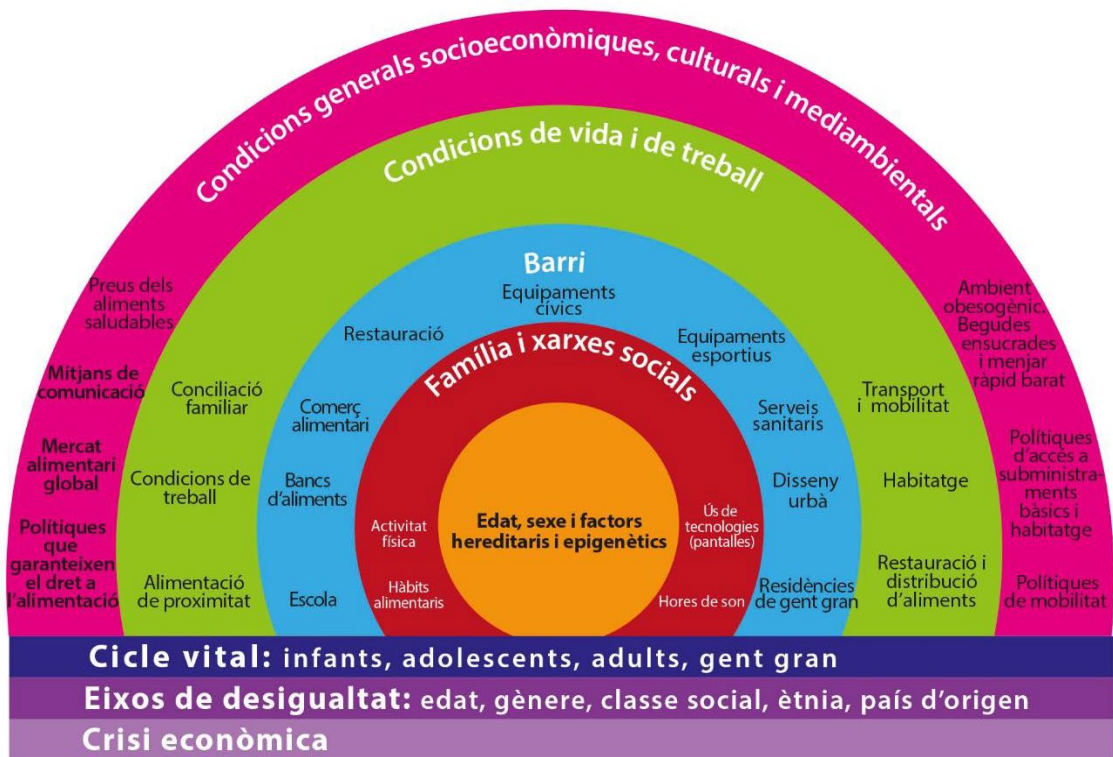 Condicions generals socioeconòmiques, culturals i mediambientals
Condicions de vida i de treball
Barri
Equipaments
cívics
Restauració
Equipaments
esportius
Família i xarxes socials
Preus dels
aliments
saludables
Mitjans de
comunicació
Mercat
alimentari
global
Polítiques que
garanteixen
el dret a
l'alimentació
Conciliació
familiar
Condicions de
treball
Alimentació
de proximitat
Comerç
alimentari
Bancs
d'aliments
Escola
Activitat
física
Hàbits
alimentaris
Edat, sexe i factors
hereditaris i epigenètics
Ús de
tecnologies
(pantalles)
Hores de son
Serveis
sanitaris
Disseny
urbà
Residències
de gent gran
Transport
i mobilitat
Habitatge
Restauració i
distribució
d'aliments
Ambient
obesogènic.
Begudes
ensucrades
i menjar
ràpid barat
Polítiques
d'accés a
subministra-
ments
bàsics i
habitatge
Polítiques
de mobilitat
Cicle vital: infants, adolescents, adults, gent gran
Eixos de desigualtat: edat, gènere, classe social, ètnia, país d'origen
Crisi econòmica